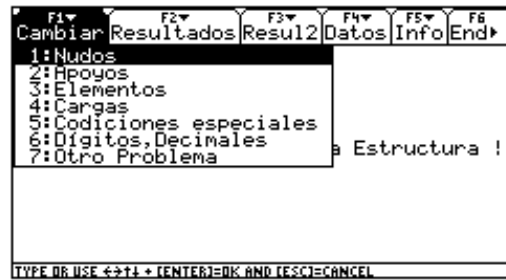 F1▾ F2▾ F3▾ F4▾ F5▾ F6
Cambiar Resultados Resul2 Datos Info End▸
1:Nudos
2:Apoyos
3:Elementos
4:Cargas
5:Codiciones especiales
6:Dígitos,Decimales
7:Otro Problema
a Estructura !
TYPE OR USE ←→↑↓ + [ENTER]=OK AND [ESC]=CANCEL